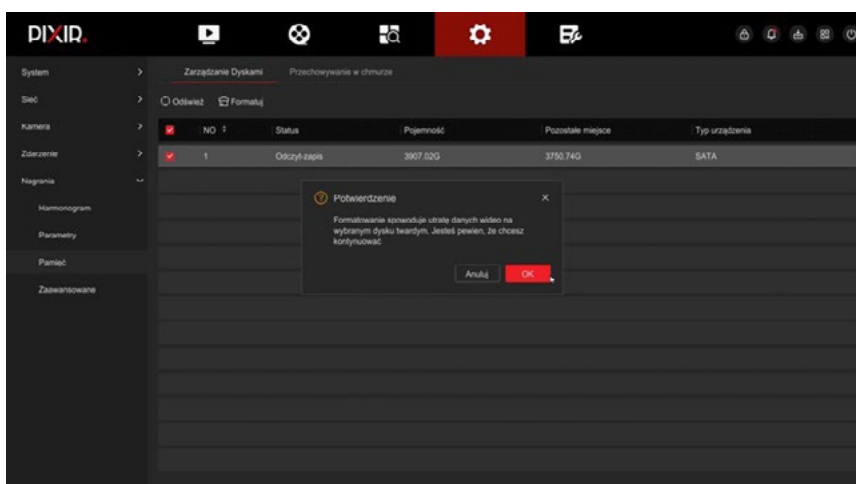 PIXIR.
System
Sieć
Kamera
Zdarzenie
Nagrania
Harmonogram
Parametry
Pamięć
Zaawansowane
Zarządzanie Dyskami Przechowywanie w chmurze
Odśwież Formatuj
NO Status Pojemność Pozostałe miejsce Typ urządzenia
1 Odczyt-zapis 3907.02G 3750.74G SATA
Potwierdzenie
Formatowanie spowoduje utratę danych wideo na
wybranym dysku twardym. Jesteś pewien, że chcesz
kontynuować
Anuluj OK